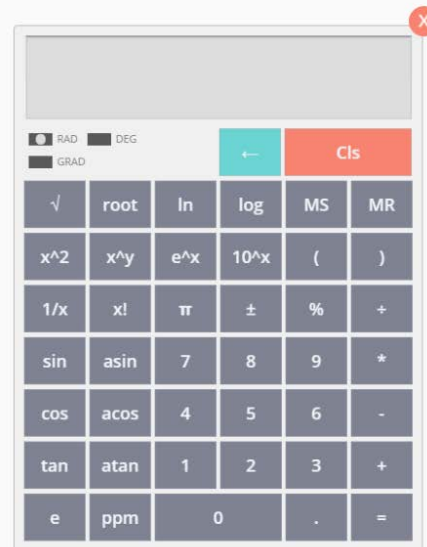 X
RAD DEG
GRAD
← Cls
√ root ln log MS MR
x^2 x^y e^x 10^x ( )
1/x x! π ± % ÷
sin asin 7 8 9 *
cos acos 4 5 6 -
tan atan 1 2 3 +
e ppm 0 . =